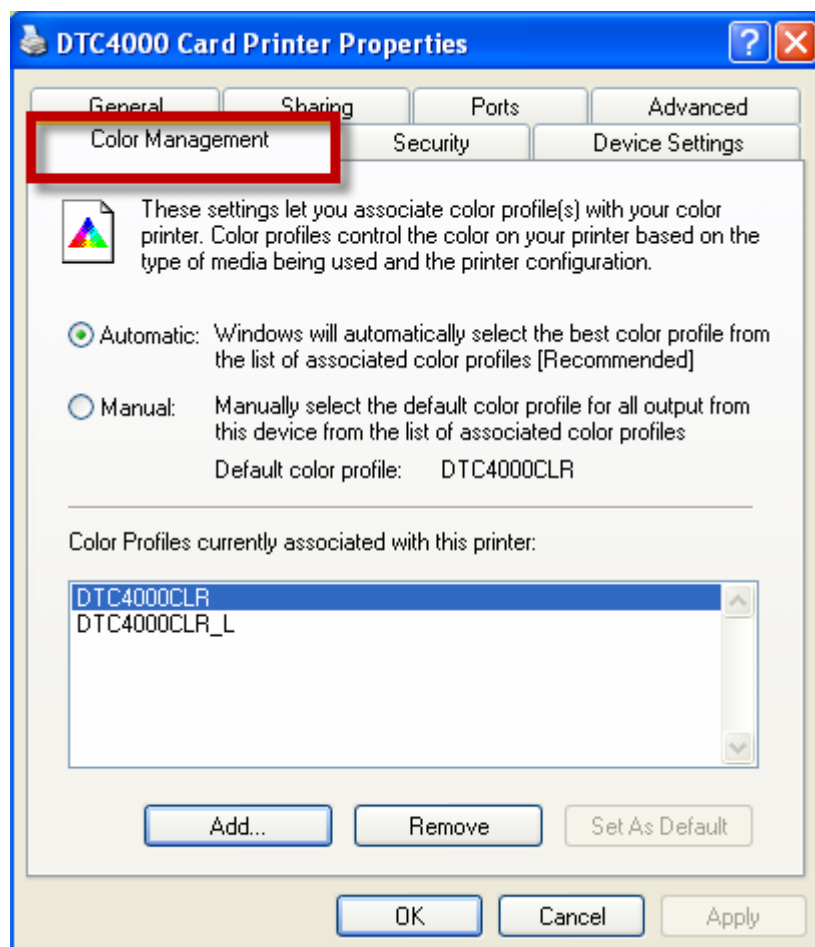 DTC4000 Card Printer Properties
General Sharing Ports Advanced
Color Management Security Device Settings
These settings let you associate color profile(s) with your color
printer. Color profiles control the color on your printer based on the
type of media being used and the printer configuration.
Automatic: Windows will automatically select the best color profile from
the list of associated color profiles [Recommended]
Manual: Manually select the default color profile for all output from
this device from the list of associated color profiles
Default color profile: DTC4000CLR
Color Profiles currently associated with this printer:
DTC4000CLR
DTC4000CLR_L
Add... Remove Set As Default
OK Cancel Apply